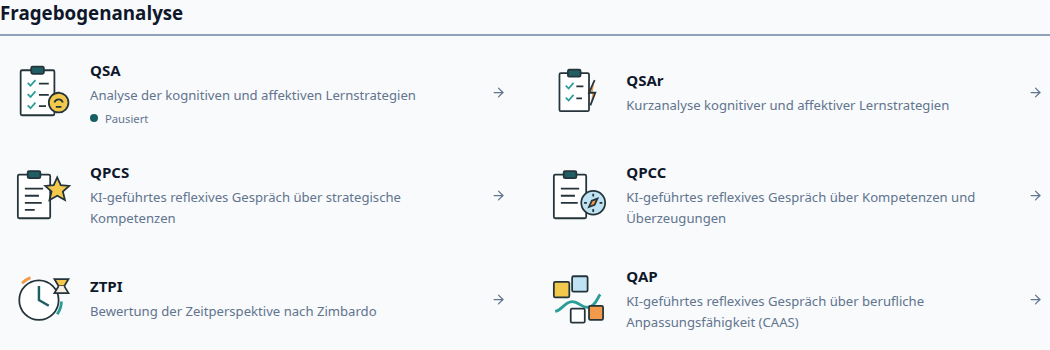 Fragebogenanalyse
QSA
Analyse der kognitiven und affektiven Lernstrategien
Pausiert
QSAr
Kurzanalyse kognitiver und affektiver Lernstrategien
QPCS
KI-geführtes reflexives Gespräch über strategische
Kompetenzen
QPCC
KI-geführtes reflexives Gespräch über Kompetenzen und
Überzeugungen
ZTPI
Bewertung der Zeitperspektive nach Zimbardo
QAP
KI-geführtes reflexives Gespräch über berufliche
Anpassungsfähigkeit (CAAS)